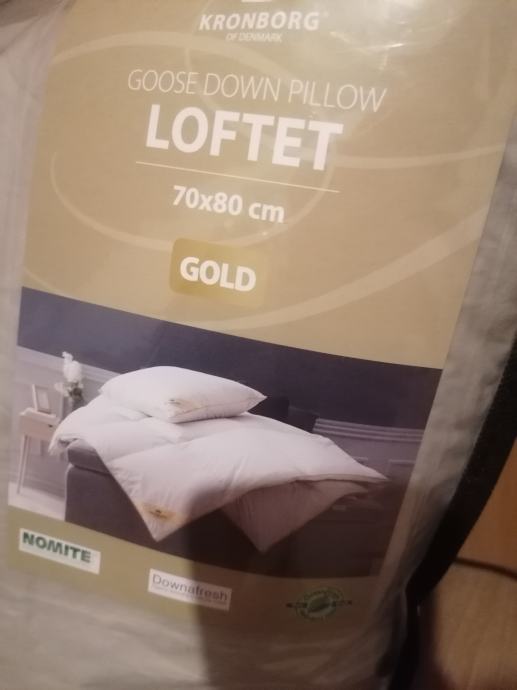 KRONBORG
OF DENMARK
GOOSE DOWN PILLOW
LOFTET
70x80 cm
GOLD
NOMITE
Downafresh